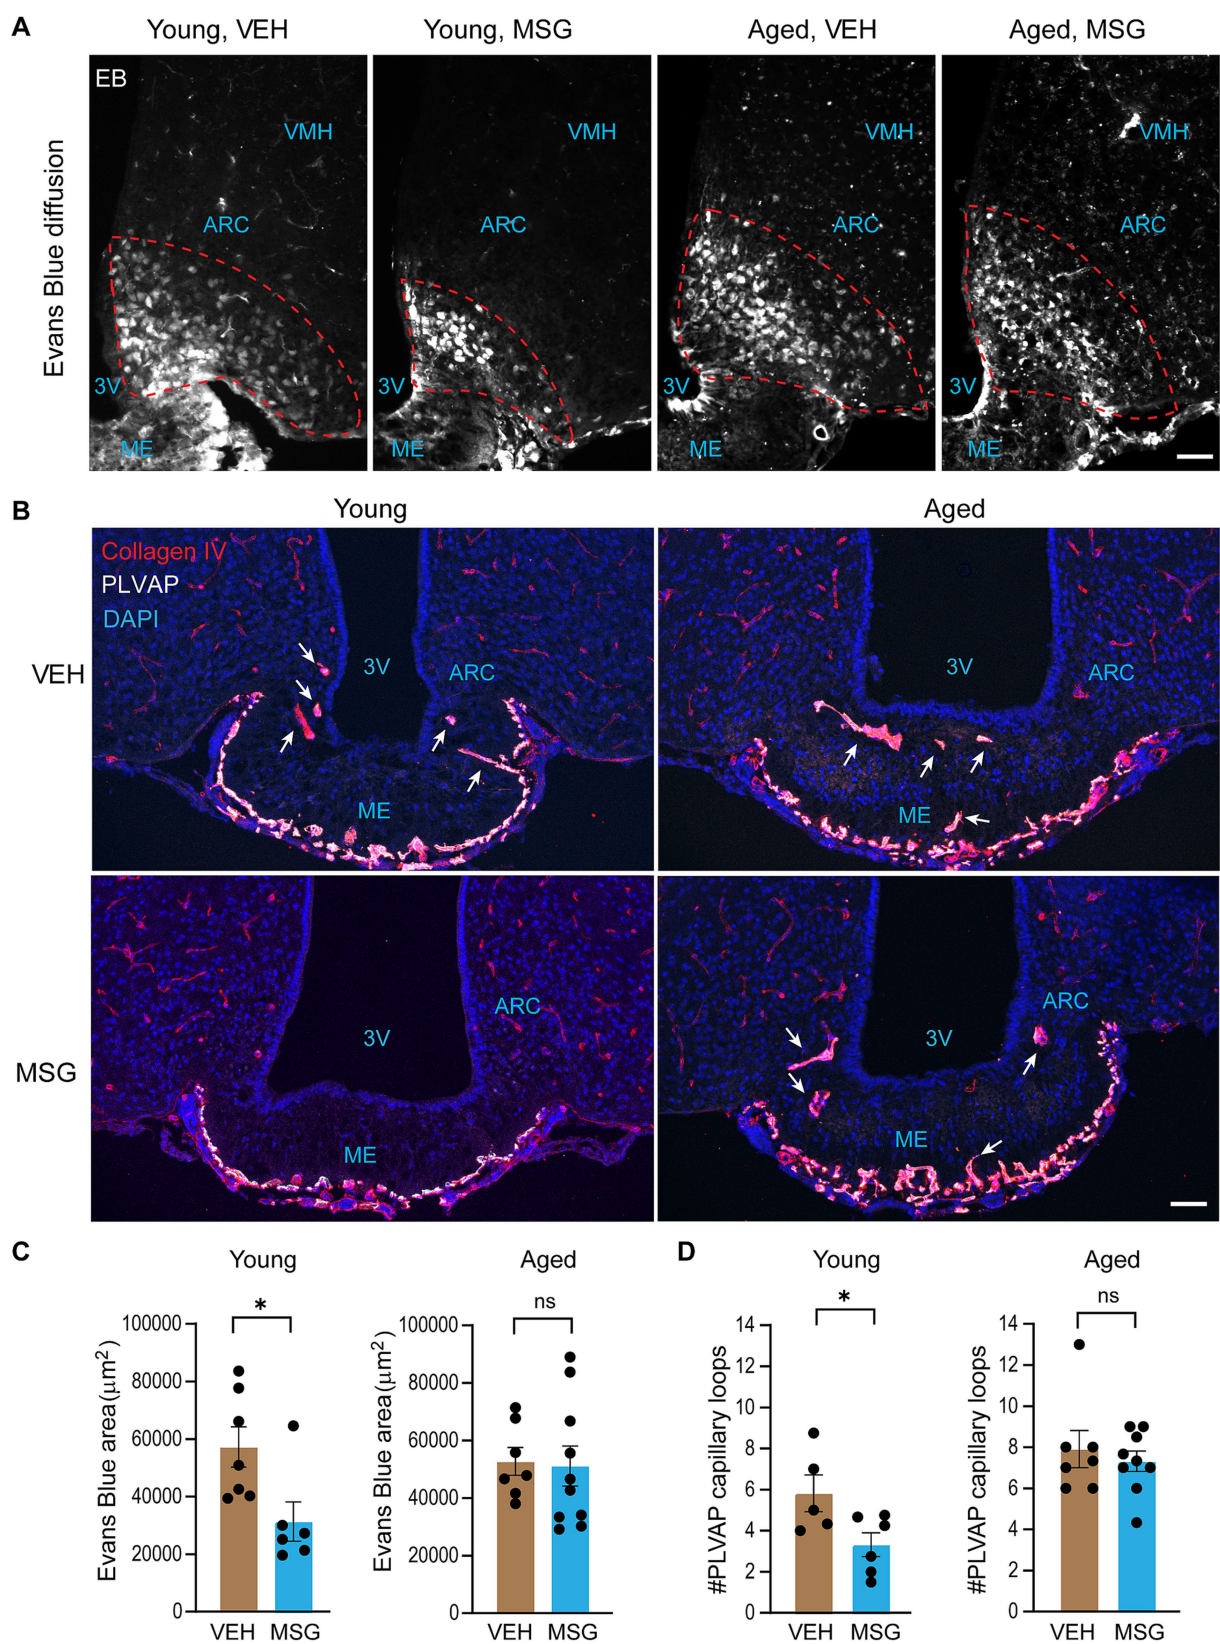 A
Young, VEH
Young, MSG
Aged, VEH
Aged, MSG
Evans Blue diffusion
EB
VMH
ARC
3V
ME
VMH
ARC
3V
ME
VMH
ARC
3V
ME
VMH
ARC
3V
ME
B
Young
Aged
VEH
Collagen IV
PLVAP
DAPI
3V
ARC
ME
3V
ARC
ME
MSG
ARC
3V
ME
ARC
3V
ME
C
Young
*
Evans Blue area(μm²)
100000
80000
60000
40000
20000
0
VEH MSG
Aged
ns
Evans Blue area(μm²)
100000
80000
60000
40000
20000
0
VEH MSG
D
Young
*
#PLVAP capillary loops
14
12
10
8
6
4
2
0
VEH MSG
Aged
ns
#PLVAP capillary loops
14
12
10
8
6
4
2
0
VEH MSG